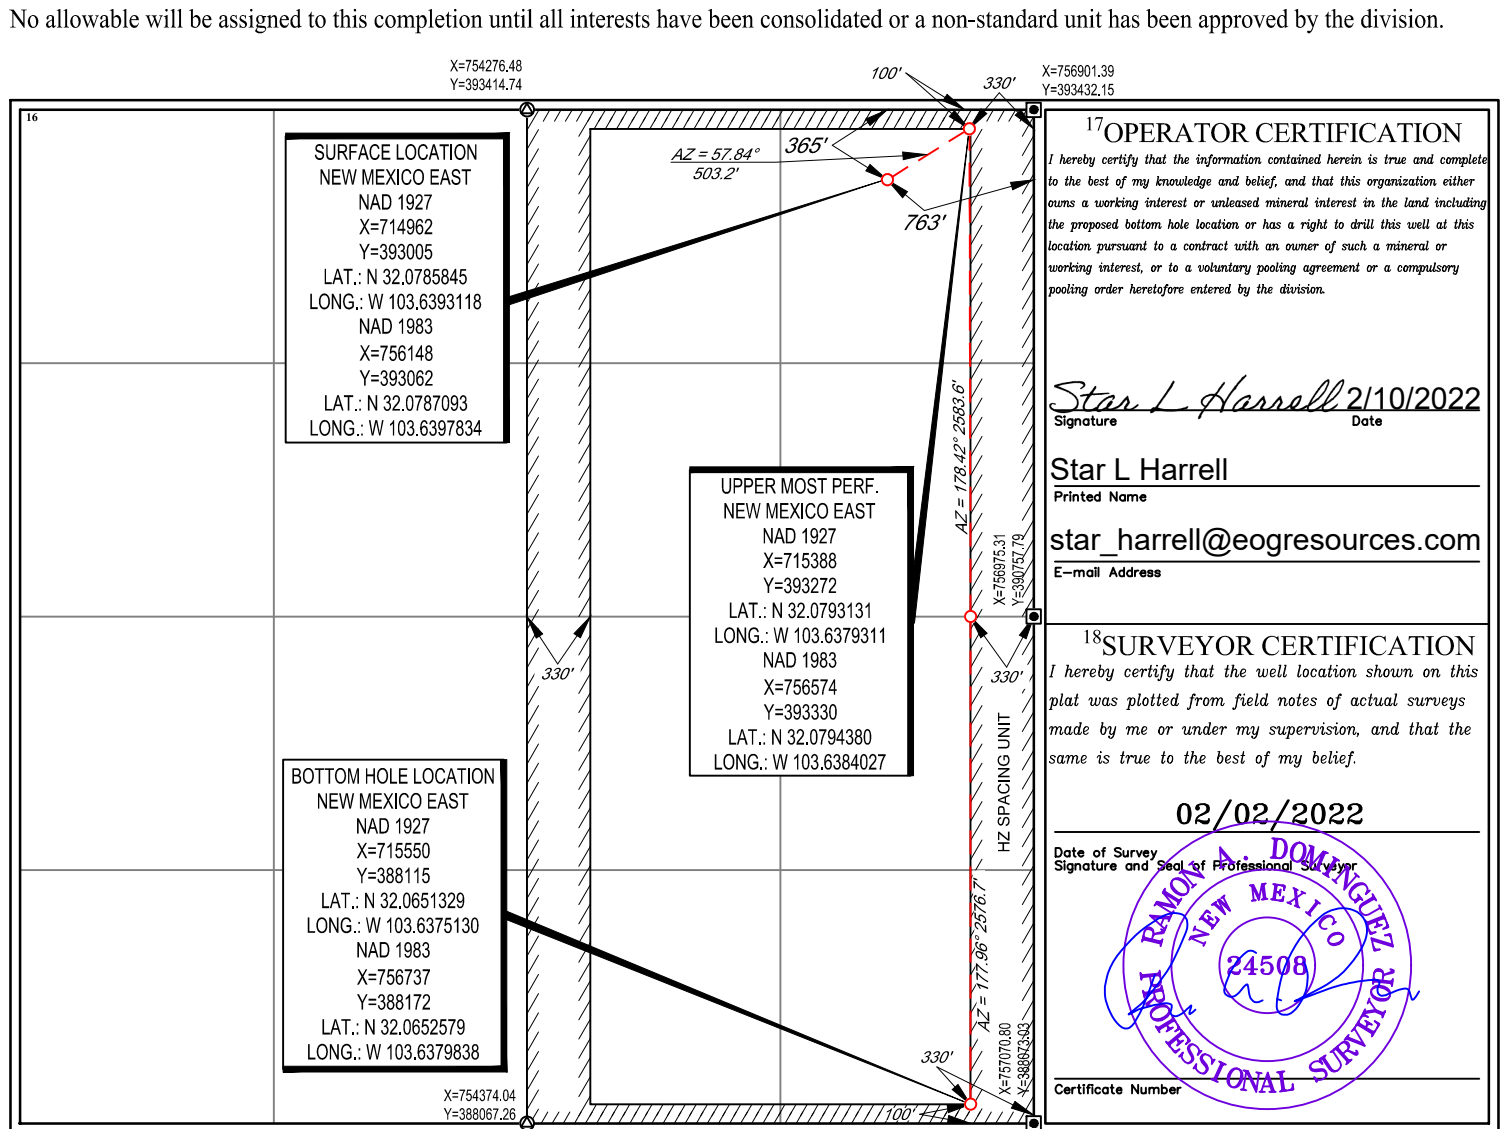 No allowable will be assigned to this completion until all interests have been consolidated or a non-standard unit has been approved by the division.
X=754276.48
Y=393414.74
100'
330'
X=756901.39
Y=393432.15
16
SURFACE LOCATION
NEW MEXICO EAST
NAD 1927
X=714962
Y=393005
LAT.: N 32.0785845
LONG.: W 103.6393118
NAD 1983
X=756148
Y=393062
LAT.: N 32.0787093
LONG.: W 103.6397834
AZ = 57.84°
503.2'
365'
763'
AZ = 178.42° 2583.6'
UPPER MOST PERF.
NEW MEXICO EAST
NAD 1927
X=715388
Y=393272
LAT.: N 32.0793131
LONG.: W 103.6379311
NAD 1983
X=756574
Y=393330
LAT.: N 32.0794380
LONG.: W 103.6384027
X=756975.31
Y=390757.79
330'
330'
HZ SPACING UNIT
BOTTOM HOLE LOCATION
NEW MEXICO EAST
NAD 1927
X=715550
Y=388115
LAT.: N 32.0651329
LONG.: W 103.6375130
NAD 1983
X=756737
Y=388172
LAT.: N 32.0652579
LONG.: W 103.6379838
AZ = 177.96° 2576.7'
X=757070.80
Y=388073.03
330'
100'
X=754374.04
Y=388067.26
17OPERATOR CERTIFICATION
I hereby certify that the information contained herein is true and complete
to the best of my knowledge and belief, and that this organization either
owns a working interest or unleased mineral interest in the land including
the proposed bottom hole location or has a right to drill this well at this
location pursuant to a contract with an owner of such a mineral or
working interest, or to a voluntary pooling agreement or a compulsory
pooling order heretofore entered by the division.
Star L Harrell 2/10/2022
Signature Date
Star L Harrell
Printed Name
star_harrell@eogresources.com
E-mail Address
18SURVEYOR CERTIFICATION
I hereby certify that the well location shown on this
plat was plotted from field notes of actual surveys
made by me or under my supervision, and that the
same is true to the best of my belief.
02/02/2022
Date of Survey
Signature and Seal of Professional Surveyor
RAMON A. DOMINGUEZ
NEW MEXICO
24508
PROFESSIONAL SURVEYOR
Certificate Number